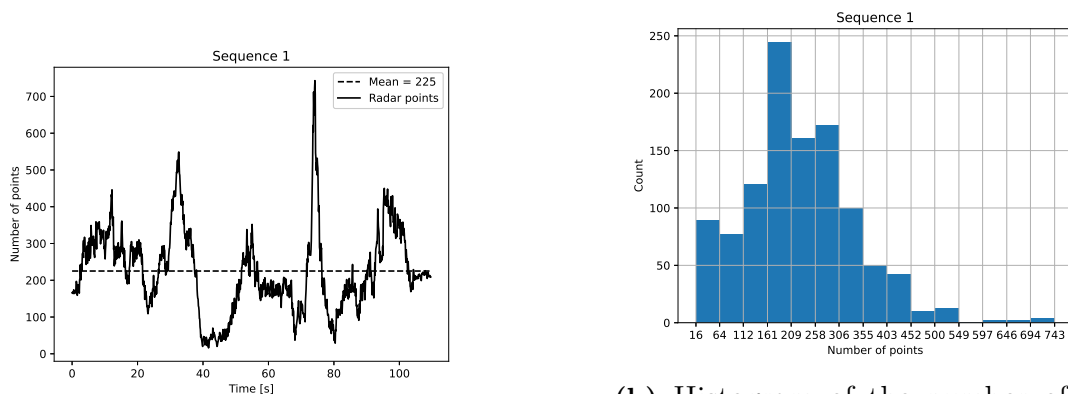 Sequence 1
Mean = 225
Radar points
700
600
500
400
300
200
100
0
Number of points
0 20 40 60 80 100
Time [s]
Sequence 1
250
200
150
100
50
0
Count
16 64 112 161 209 258 306 355 403 452 500 549 597 646 694 743
Number of points